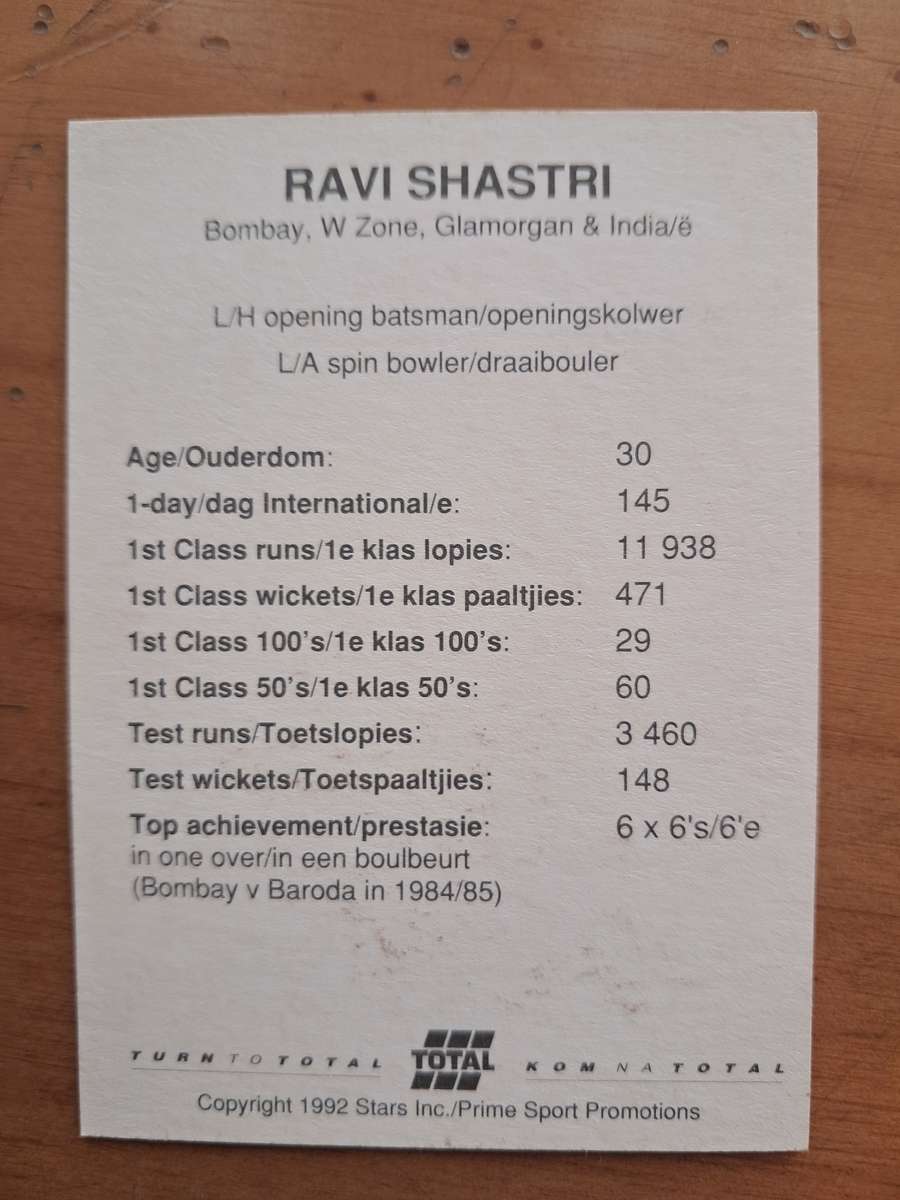 RAVI SHASTRI
Bombay, W Zone, Glamorgan & India/ë
L/H opening batsman/openingskolwer
L/A spin bowler/draaibouler
Age/Ouderdom: 30
1-day/dag International/e: 145
1st Class runs/1e klas lopies: 11 938
1st Class wickets/1e klas paaltjies: 471
1st Class 100's/1e klas 100's: 29
1st Class 50's/1e klas 50's: 60
Test runs/Toetslopies: 3 460
Test wickets/Toetspaaltjies: 148
Top achievement/prestasie: 6 x 6's/6'e
in one over/in een boulbeurt
(Bombay v Baroda in 1984/85)
TURN TO TOTAL TOTAL KOM NA TOTAL
Copyright 1992 Stars Inc./Prime Sport Promotions